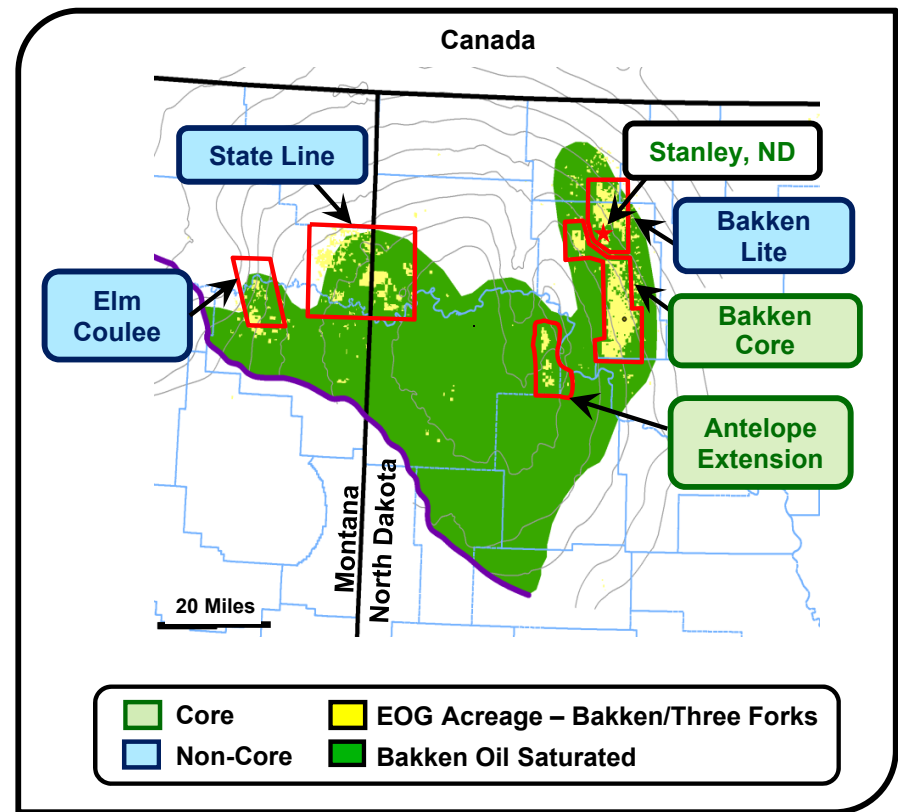 Canada
State Line
Stanley, ND
Bakken
Lite
Elm
Coulee
Bakken
Core
Antelope
Extension
Montana
North Dakota
20 Miles
Core
EOG Acreage – Bakken/Three Forks
Non-Core
Bakken Oil Saturated